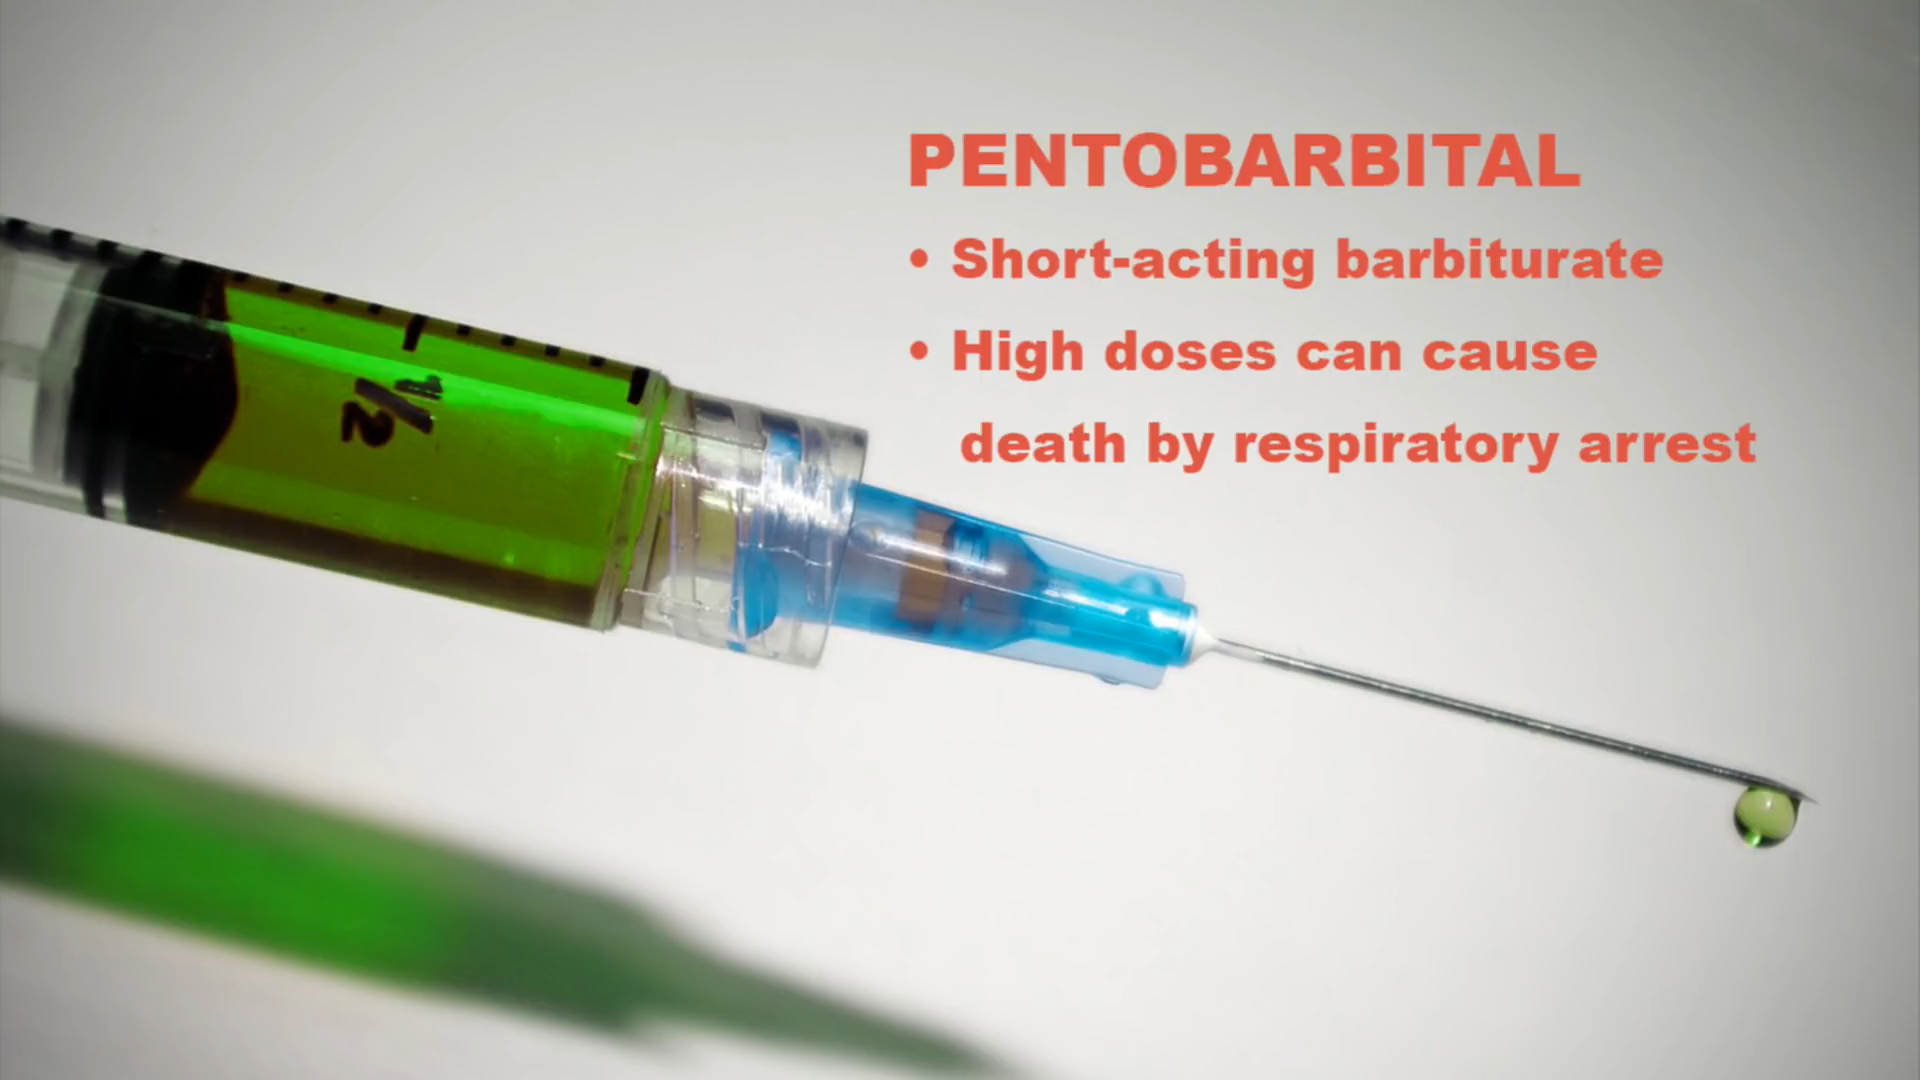 PENTOBARBITAL
• Short-acting barbiturate
• High doses can cause
death by respiratory arrest
1/2